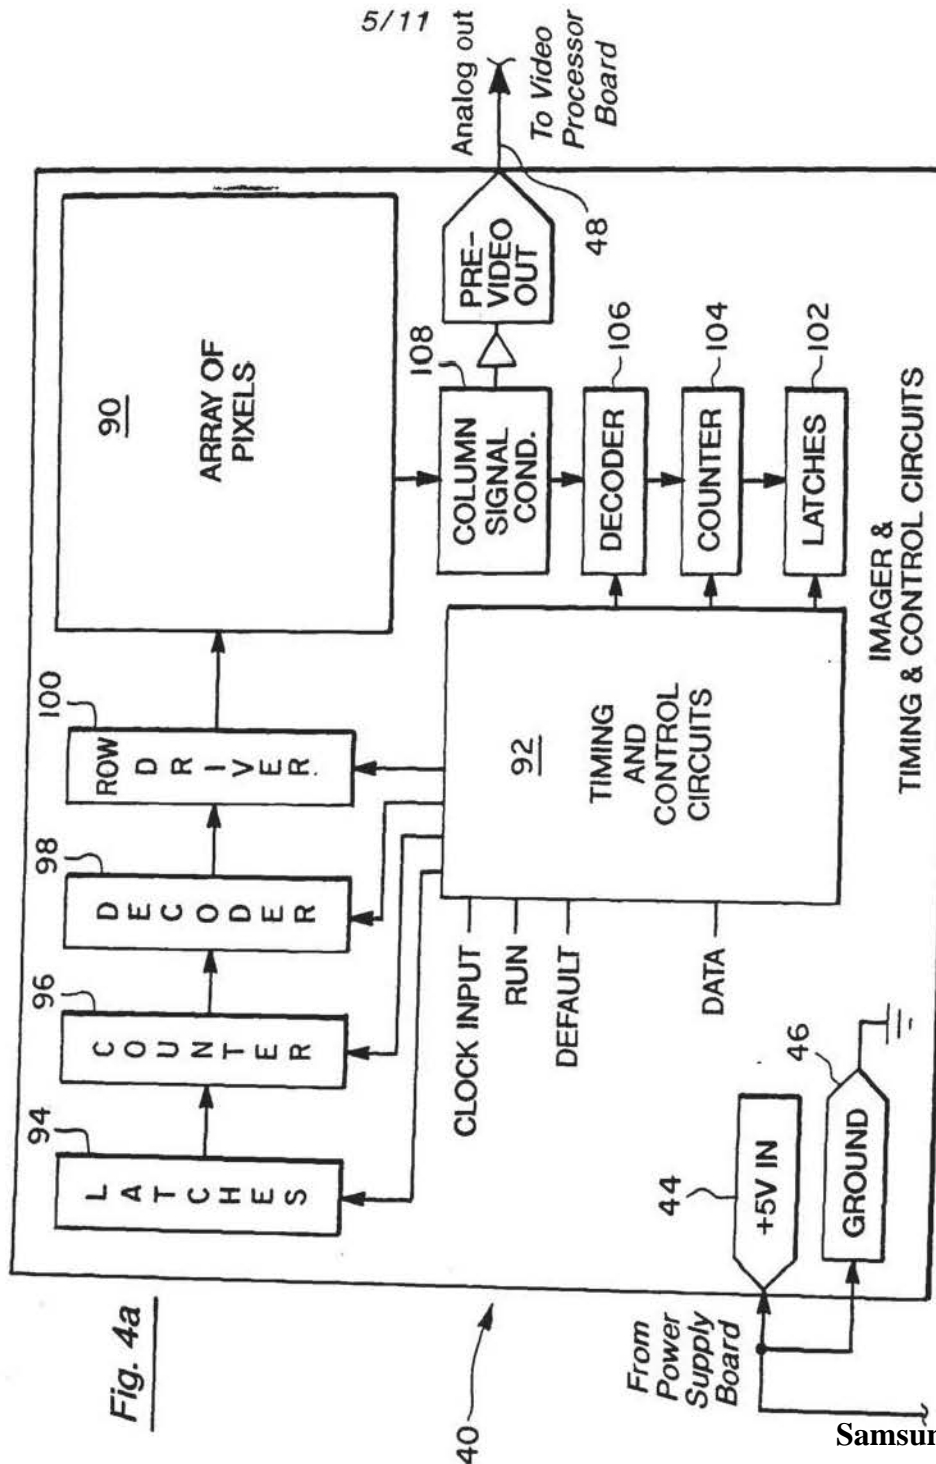 5/11
Fig. 4a
40
94
LATCHES
96
COUNTER
98
DECODER
100
ROW
DRIVER
90
ARRAY OF
PIXELS
Analog out
To Video
Processor
Board
48
PRE-
VIDEO
OUT
108
COLUMN
SIGNAL
COND.
DECODER
106
COUNTER
104
LATCHES
102
92
TIMING
AND
CONTROL
CIRCUITS
CLOCK INPUT
RUN
DEFAULT
DATA
44
+5V IN
46
GROUND
From
Power
Supply
Board
IMAGER &
TIMING & CONTROL CIRCUITS